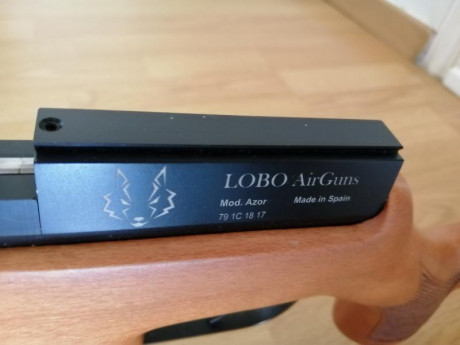 LOBO AirGuns
Mod. Azor Made in Spain
79 1C 18 17